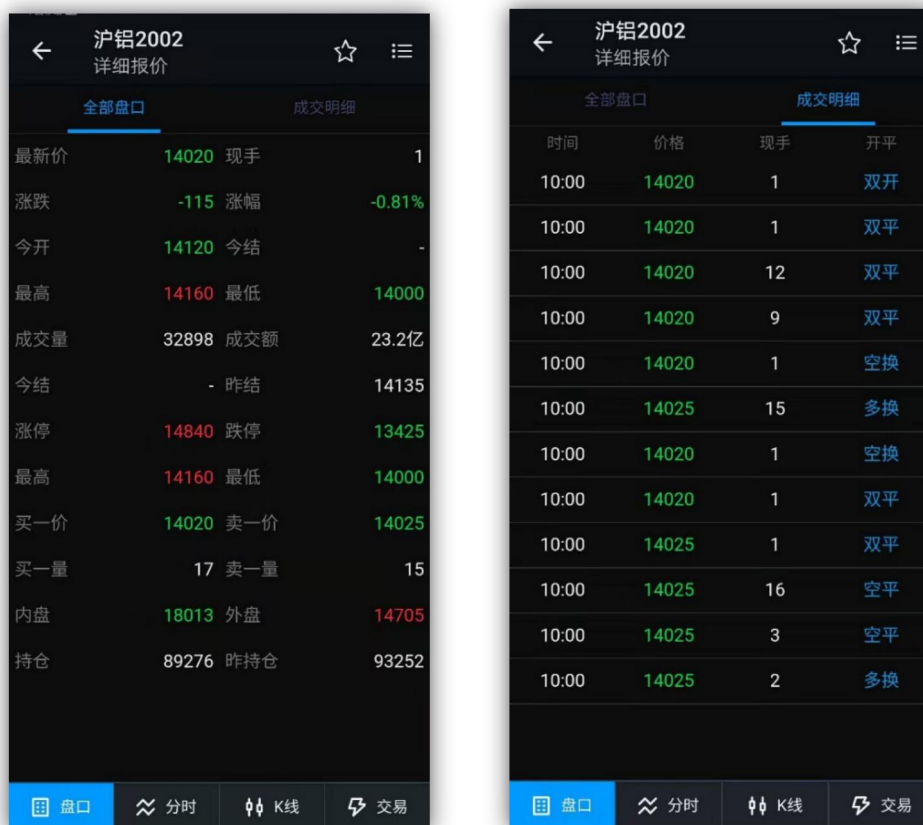 沪铝2002
详细报价
全部盘口 成交明细
最新价 14020 现手 1
涨跌 -115 涨幅 -0.81%
今开 14120 今结 -
最高 14160 最低 14000
成交量 32898 成交额 23.2亿
今结 - 昨结 14135
涨停 14840 跌停 13425
最高 14160 最低 14000
买一价 14020 卖一价 14025
买一量 17 卖一量 15
内盘 18013 外盘 14705
持仓 89276 昨持仓 93252
盘口 分时 K线 交易
沪铝2002
详细报价
全部盘口 成交明细
时间 价格 现手 开平
10:00 14020 1 双开
10:00 14020 1 双平
10:00 14020 12 双平
10:00 14020 9 双平
10:00 14020 1 空换
10:00 14025 15 多换
10:00 14020 1 空换
10:00 14020 1 双平
10:00 14025 1 双平
10:00 14025 16 空平
10:00 14025 3 空平
10:00 14025 2 多换
盘口 分时 K线 交易